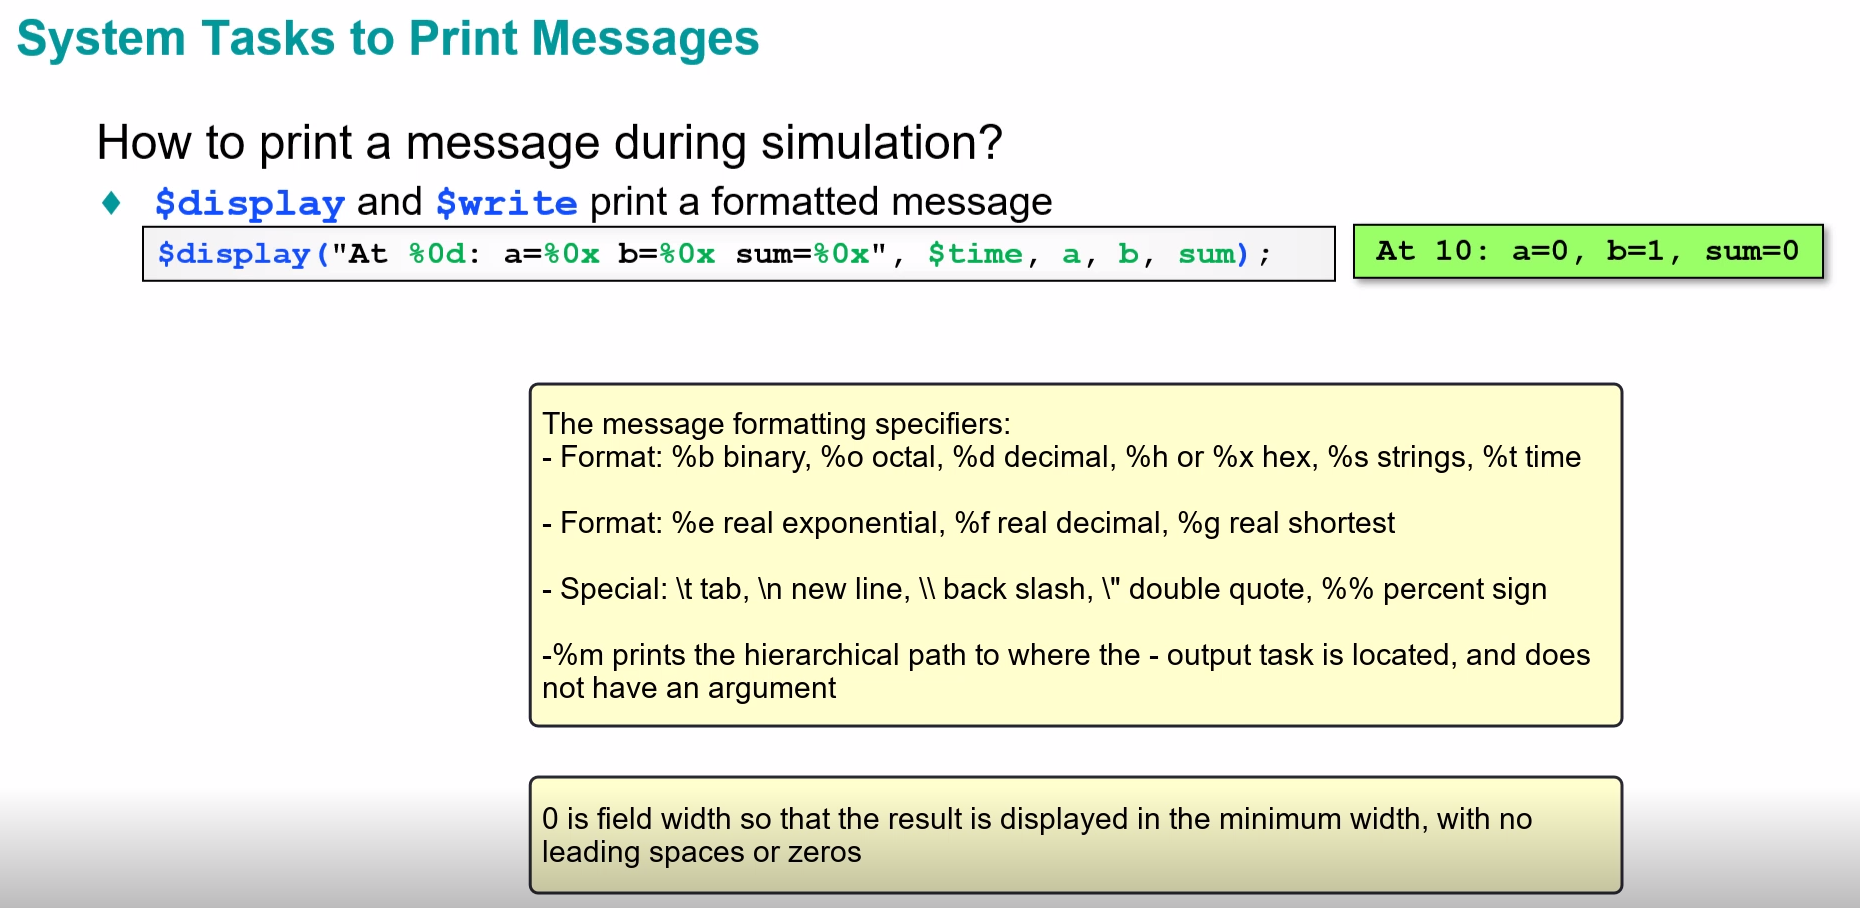 System Tasks to Print Messages
How to print a message during simulation?
♦ $display and $write print a formatted message
$display("At %0d: a=%0x b=%0x sum=%0x", $time, a, b, sum);
At 10: a=0, b=1, sum=0
The message formatting specifiers:
- Format: %b binary, %o octal, %d decimal, %h or %x hex, %s strings, %t time
- Format: %e real exponential, %f real decimal, %g real shortest
- Special: \t tab, \n new line, \\ back slash, \" double quote, %% percent sign
-%m prints the hierarchical path to where the - output task is located, and does
not have an argument
0 is field width so that the result is displayed in the minimum width, with no
leading spaces or zeros